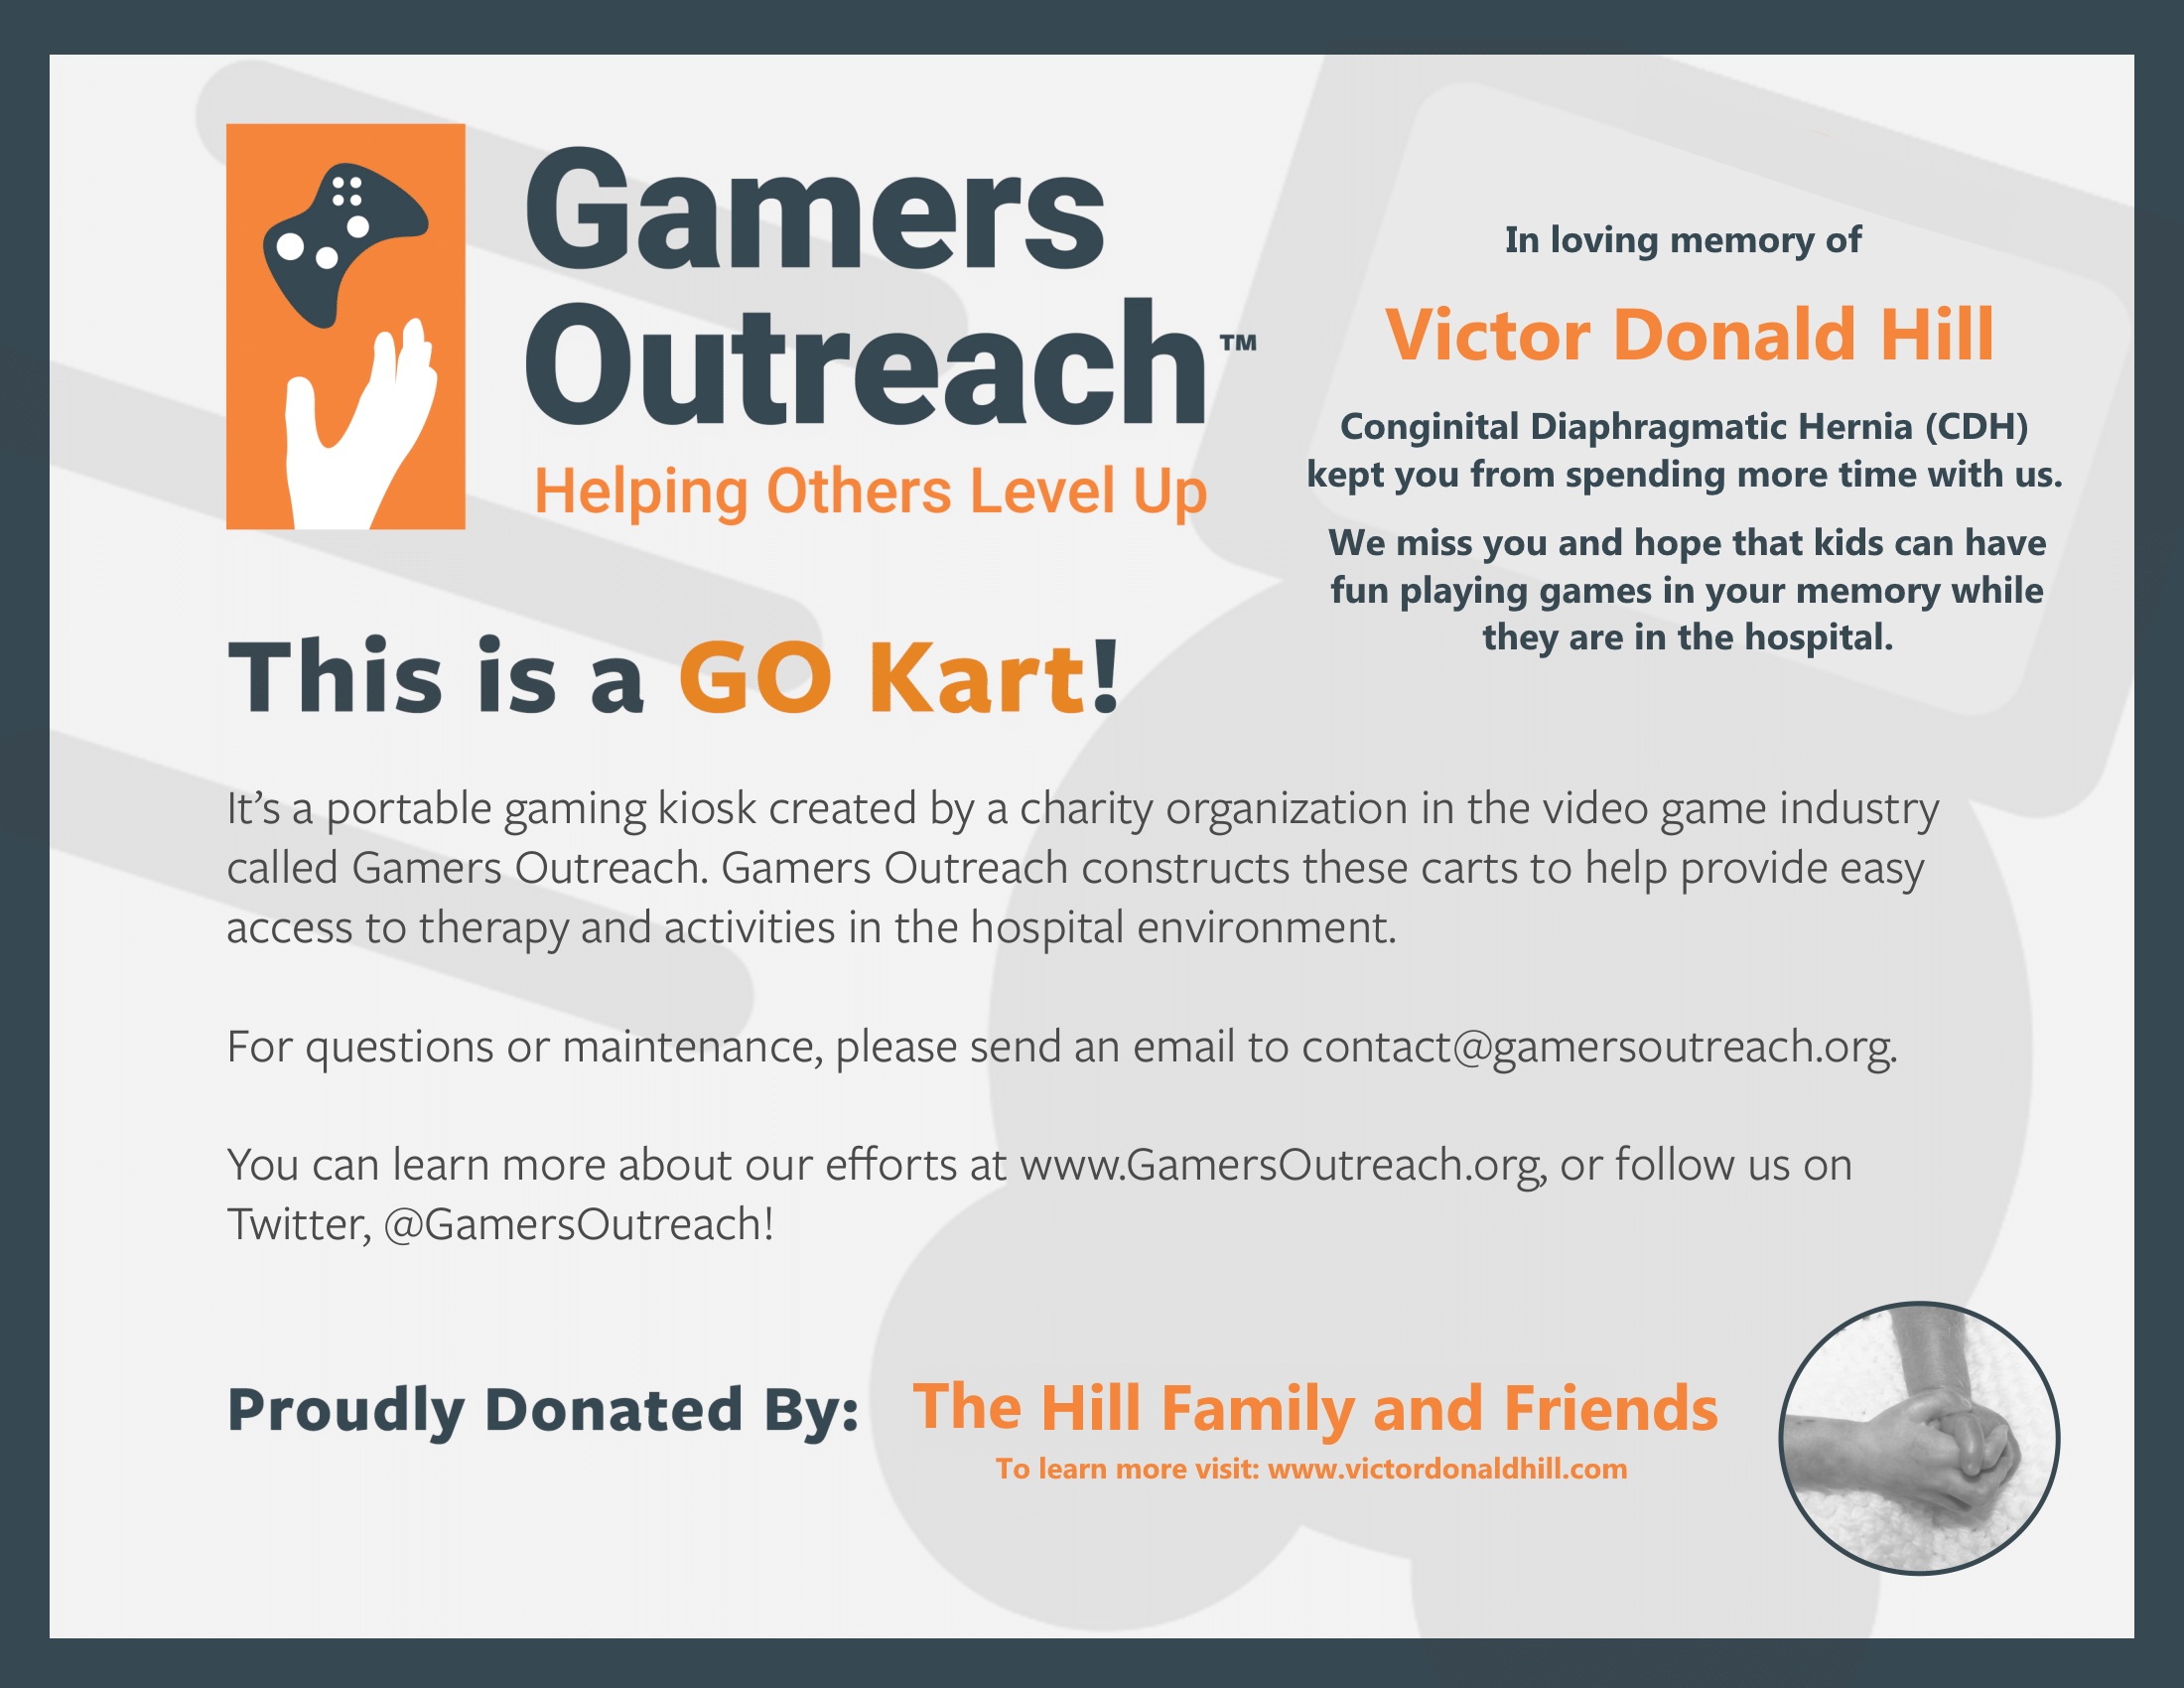 Gamers
Outreach™
Helping Others Level Up
In loving memory of
Victor Donald Hill
Conginital Diaphragmatic Hernia (CDH)
kept you from spending more time with us.
We miss you and hope that kids can have
fun playing games in your memory while
they are in the hospital.
This is a GO Kart!
It’s a portable gaming kiosk created by a charity organization in the video game industry
called Gamers Outreach. Gamers Outreach constructs these carts to help provide easy
access to therapy and activities in the hospital environment.
For questions or maintenance, please send an email to contact@gamersoutreach.org.
You can learn more about our efforts at www.GamersOutreach.org, or follow us on
Twitter, @GamersOutreach!
Proudly Donated By:
The Hill Family and Friends
To learn more visit: www.victordonaldhill.com